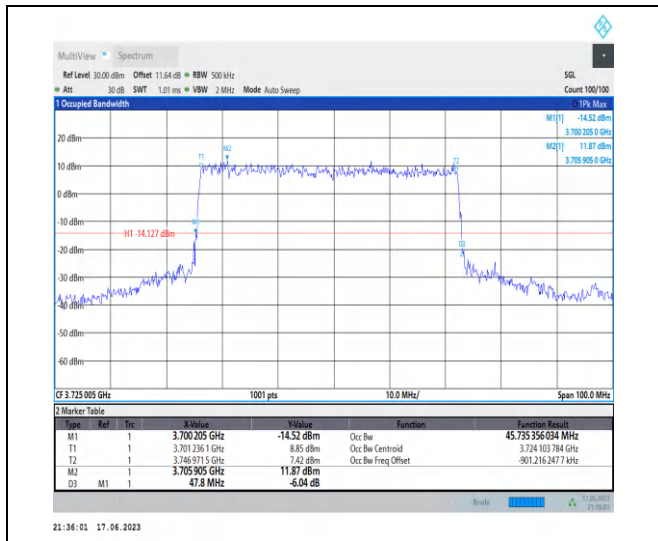 MultiView Spectrum
Ref Level 30.00 dBm Offset 11.64 dB RBW 500 kHz SGL
Att 30 dB SWT 1.01 ms VBW 2 MHz Mode Auto Sweep Count 100/100
1 Occupied Bandwidth 1Pk Max
M1[1] -14.52 dBm
3.700 205 0 GHz
M2[1] 11.87 dBm
3.705 905 0 GHz
20 dBm
M2
T1 T2
10 dBm
0 dBm
-10 dBm
M1
H1 -14.127 dBm
-20 dBm
D3
-30 dBm
-40 dBm
-50 dBm
-60 dBm
CF 3.725 005 GHz 1001 pts 10.0 MHz/ Span 100.0 MHz
2 Marker Table
Type Ref Trc X-Value Y-Value Function Function Result
M1 1 3.700 205 GHz -14.52 dBm Occ Bw 45.735 356 034 MHz
T1 1 3.701 236 1 GHz 8.85 dBm Occ Bw Centroid 3.724 103 784 GHz
T2 1 3.746 971 5 GHz 7.42 dBm Occ Bw Freq Offset -901.216 247 7 kHz
M2 1 3.705 905 GHz 11.87 dBm
D3 M1 1 47.8 MHz -6.04 dB
Ready
21:36:01 17.06.2023